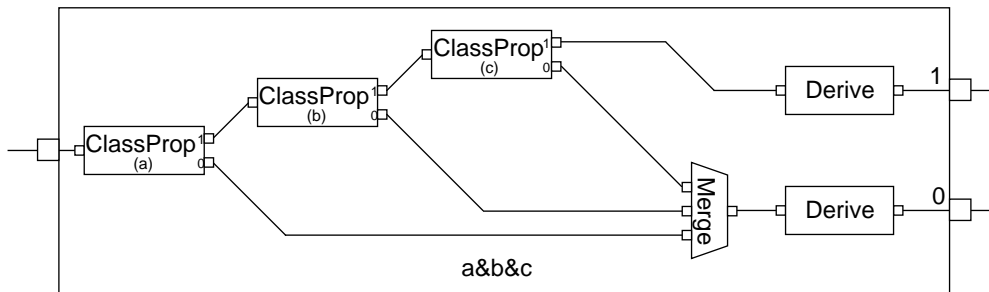 ClassProp
(c)
1
0
ClassProp
(b)
1
0
ClassProp
(a)
1
0
Derive
1
Merge
Derive
0
a&b&c